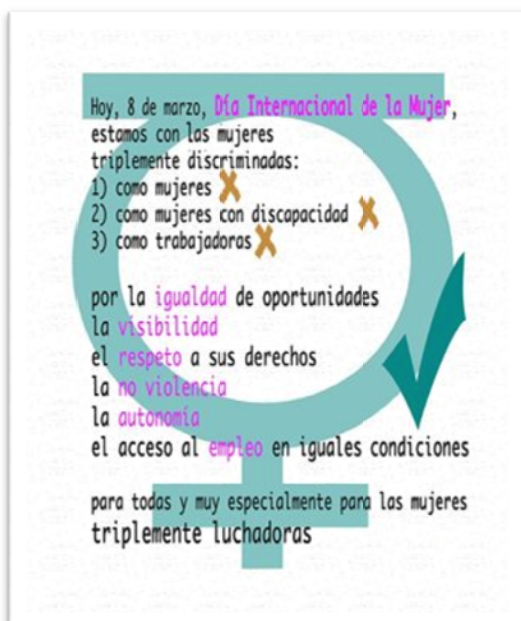 Hoy, 8 de marzo, Día Internacional de la Mujer,
estamos con las mujeres
triplemente discriminadas:
1) como mujeres
2) como mujeres con discapacidad
3) como trabajadoras
por la igualdad de oportunidades
la visibilidad
el respeto a sus derechos
la no violencia
la autonomía
el acceso al empleo en iguales condiciones
para todas y muy especialmente para las mujeres
triplemente luchadoras